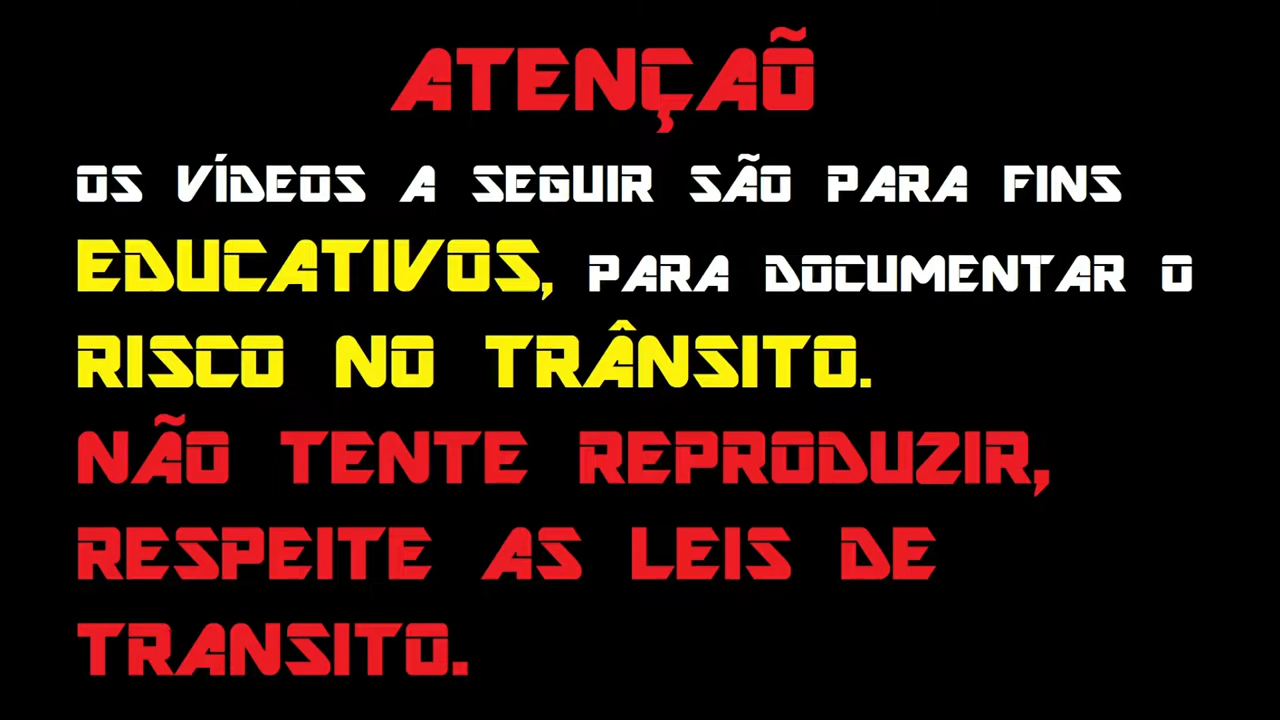 ATENÇAÕ
OS VÍDEOS A SEGUIR SÃO PARA FINS
EDUCATIVOS, PARA DOCUMENTAR O
RISCO NO TRÂNSITO.
NÃO TENTE REPRODUZIR,
RESPEITE AS LEIS DE
TRANSITO.